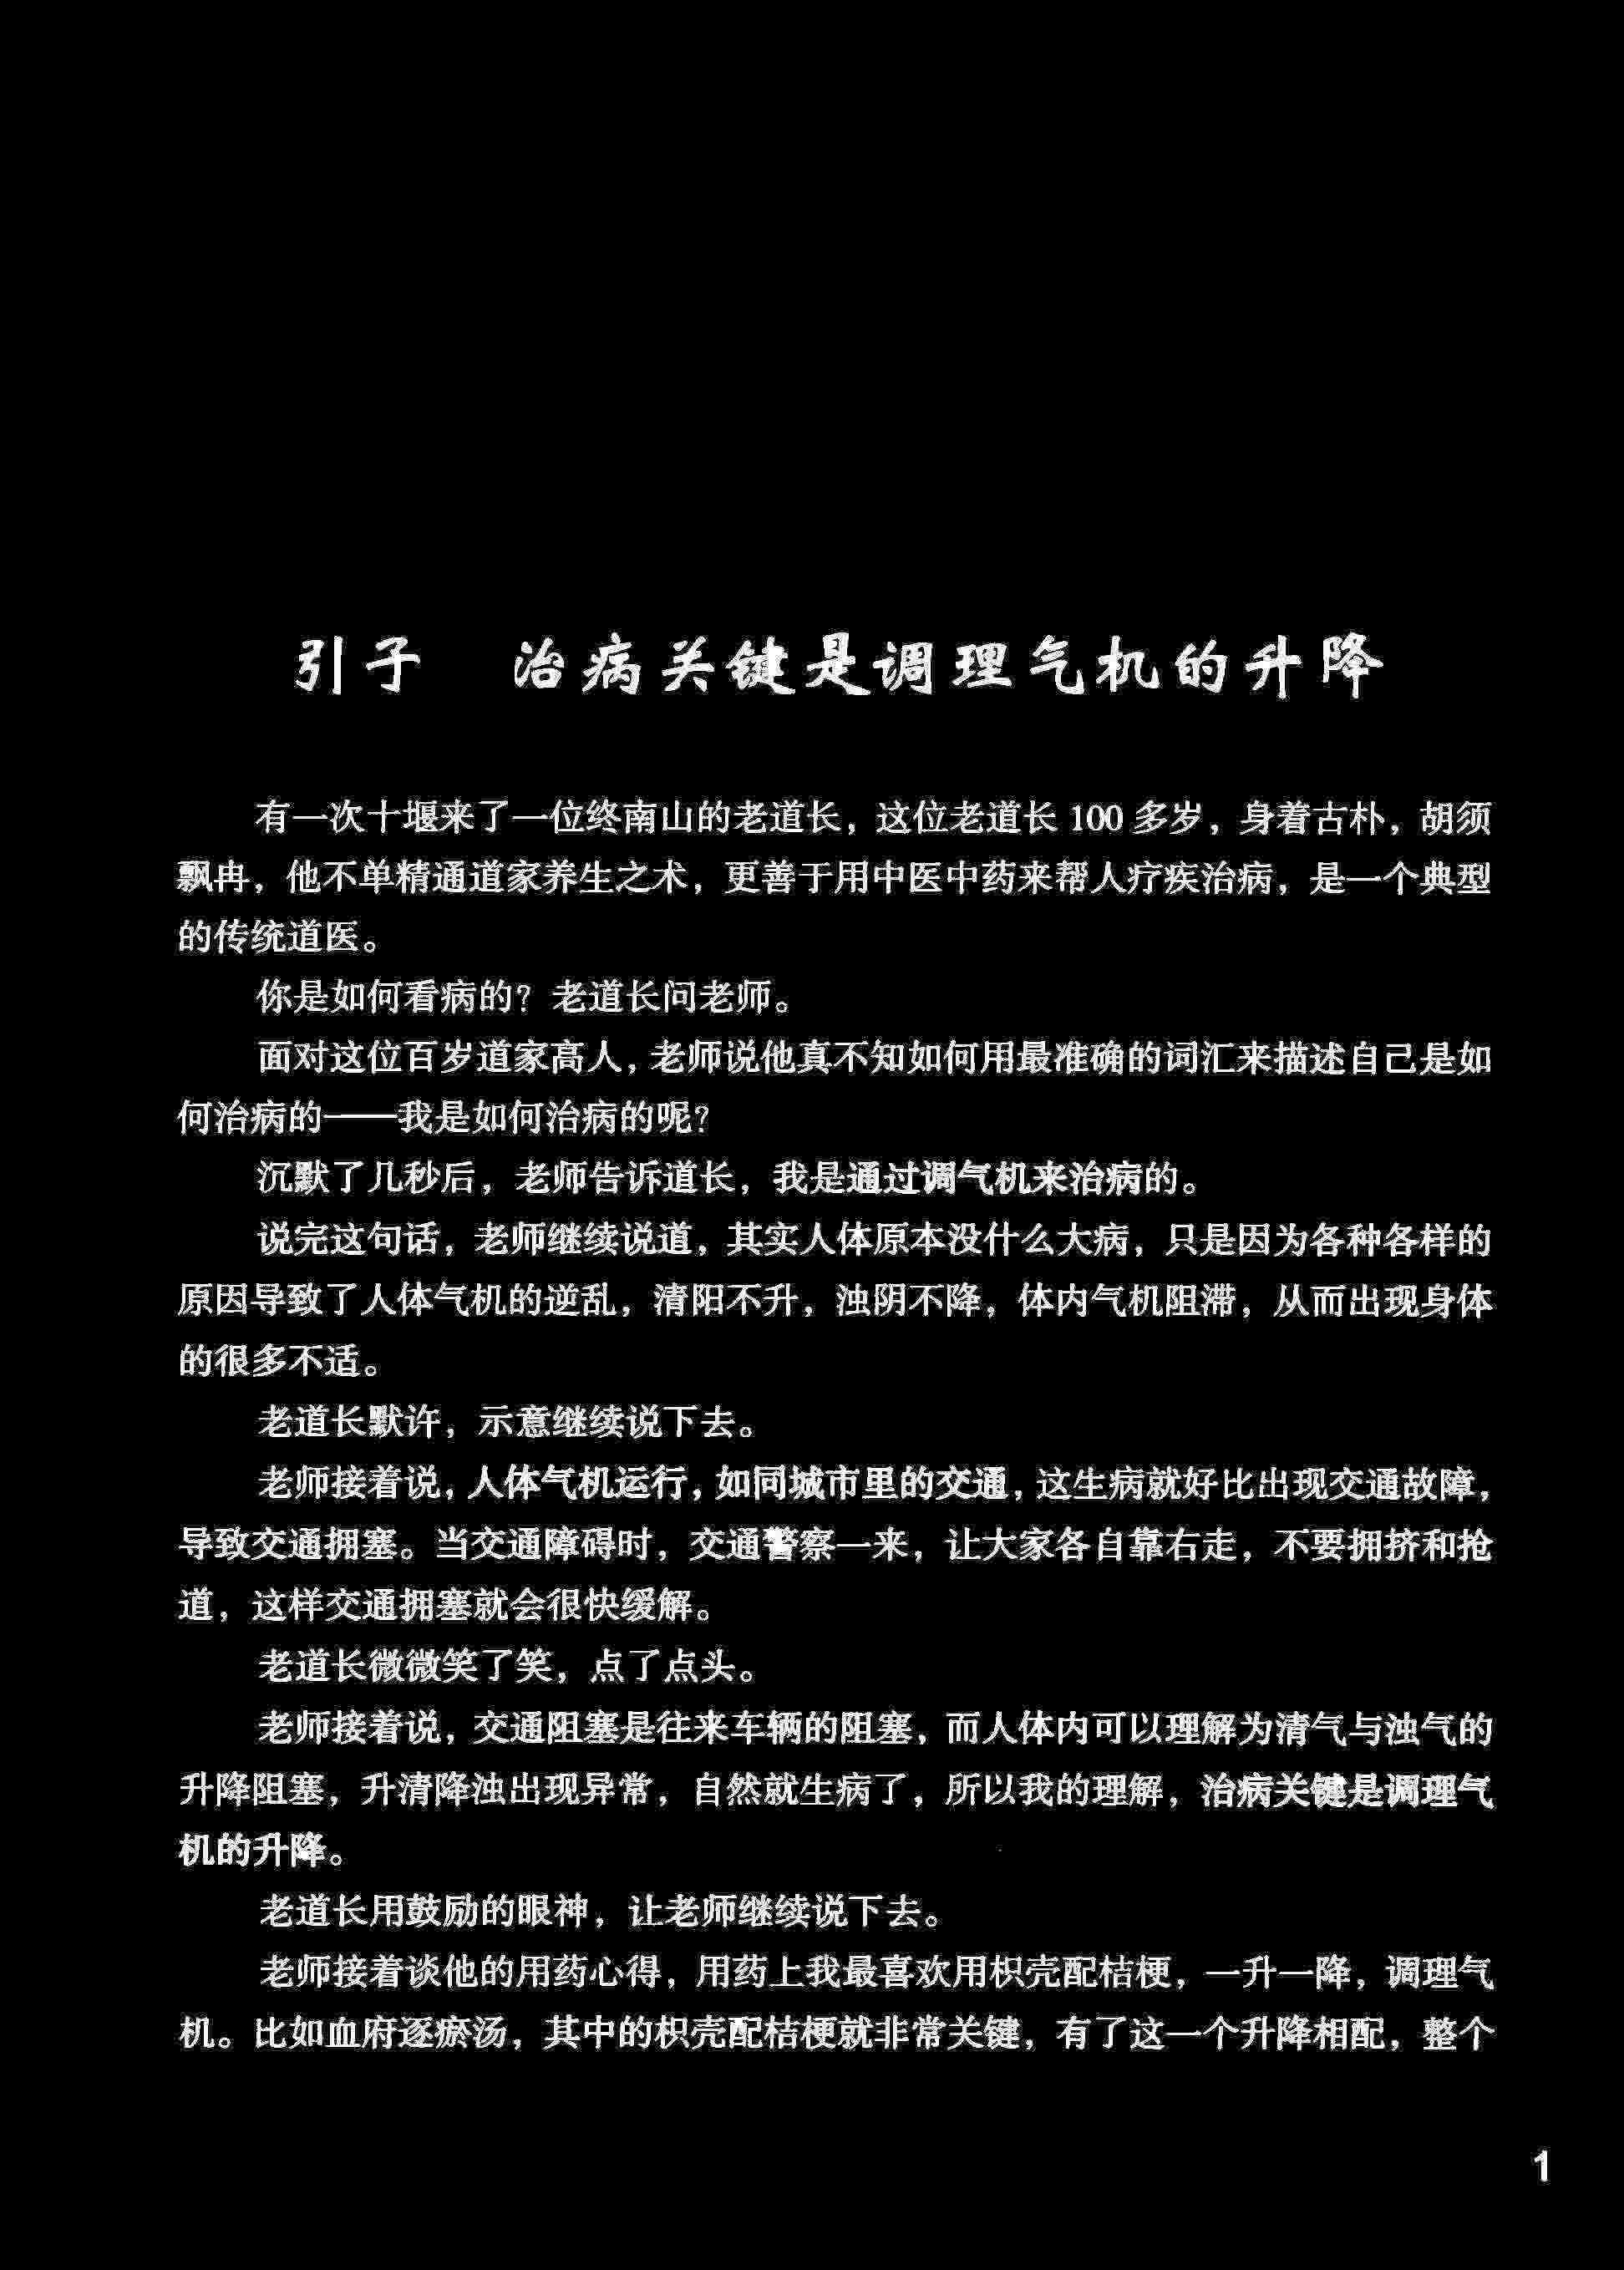 引子　治病关键是调理气机的升降
有一次十堰来了一位终南山的老道长，这位老道长 100 多岁，身着古朴，胡须
飘冉，他不单精通道家养生之术，更善于用中医中药来帮人疗疾治病，是一个典型
的传统道医。
你是如何看病的？老道长问老师。
面对这位百岁道家高人，老师说他真不知如何用最准确的词汇来描述自己是如
何治病的——我是如何治病的呢？
沉默了几秒后，老师告诉道长，我是通过调气机来治病的。
说完这句话，老师继续说道，其实人体原本没什么大病，只是因为各种各样的
原因导致了人体气机的逆乱，清阳不升，浊阴不降，体内气机阻滞，从而出现身体
的很多不适。
老道长默许，示意继续说下去。
老师接着说，人体气机运行，如同城市里的交通，这生病就好比出现交通故障，
导致交通拥塞。当交通障碍时，交通警察一来，让大家各自靠右走，不要拥挤和抢
道，这样交通拥塞就会很快缓解。
老道长微微笑了笑，点了点头。
老师接着说，交通阻塞是往来车辆的阻塞，而人体内可以理解为清气与浊气的
升降阻塞，升清降浊出现异常，自然就生病了，所以我的理解，治病关键是调理气
机的升降。
老道长用鼓励的眼神，让老师继续说下去。
老师接着谈他的用药心得，用药上我最喜欢用枳壳配桔梗，一升一降，调理气
机。比如血府逐瘀汤，其中的枳壳配桔梗就非常关键，有了这一个升降相配，整个
1